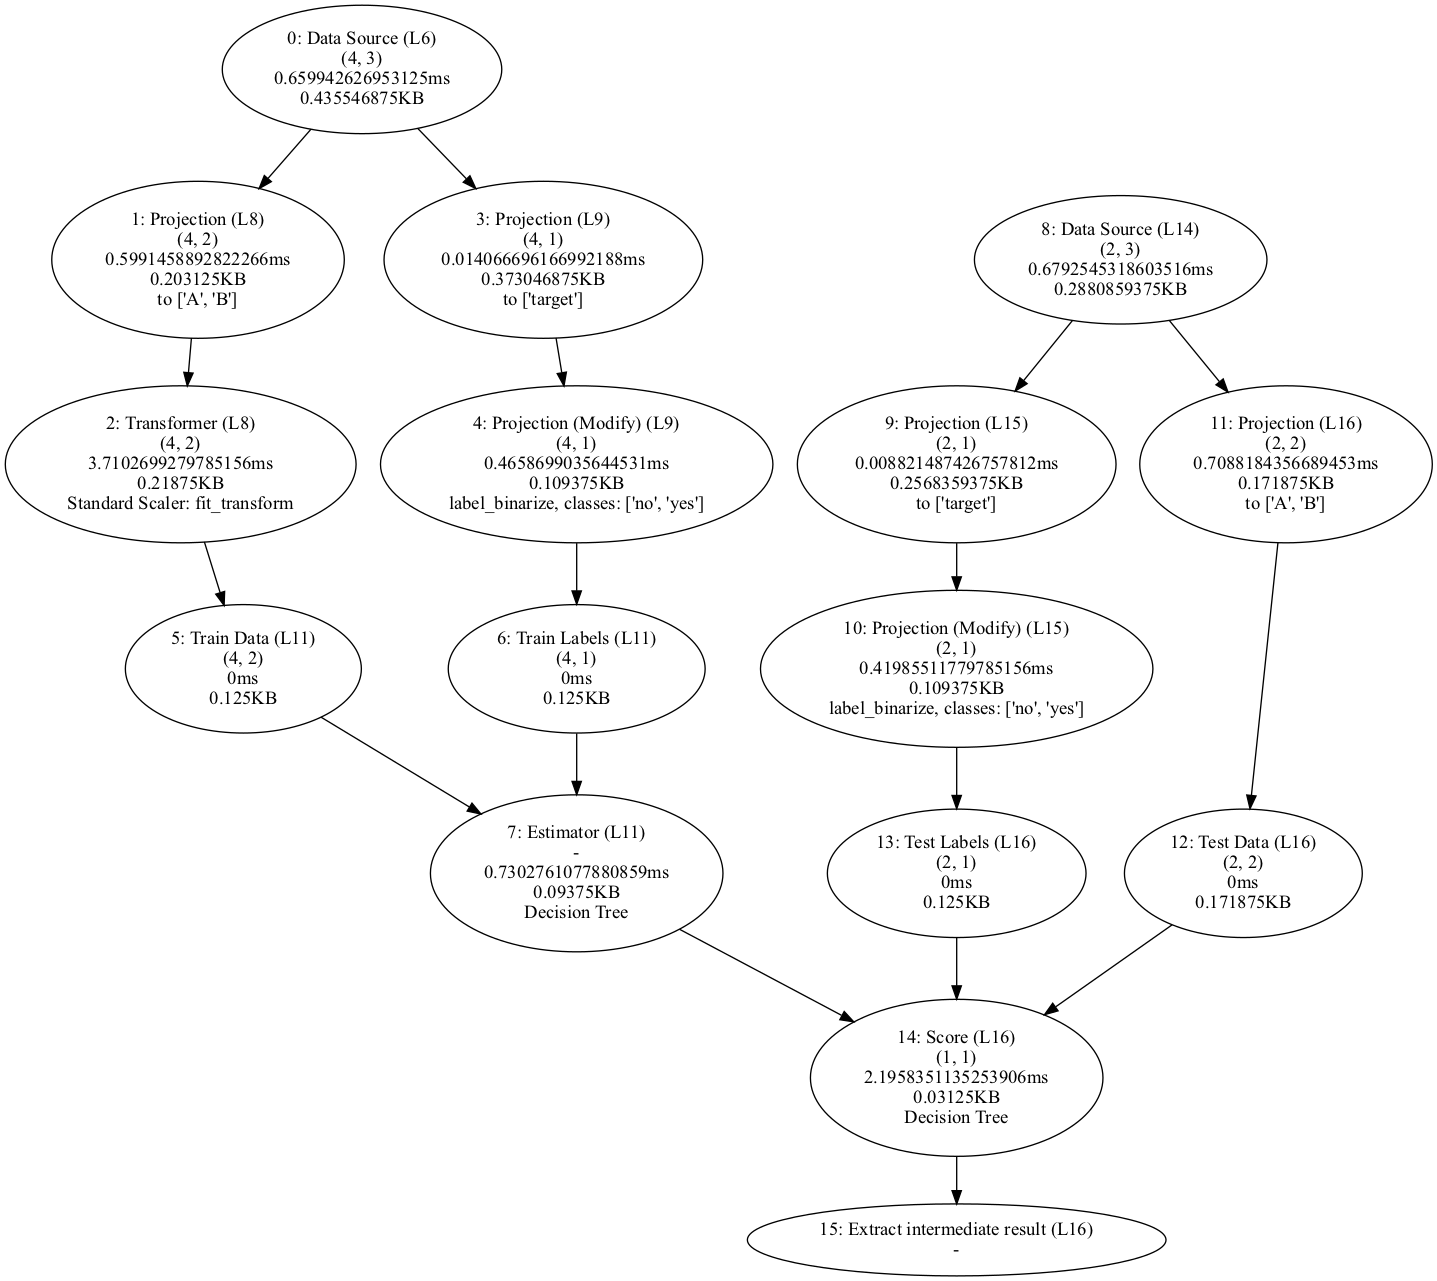 0: Data Source (L6)
(4, 3)
0.659942626953125ms
0.435546875KB
1: Projection (L8)
(4, 2)
0.5991458892822266ms
0.203125KB
to ['A', 'B']
3: Projection (L9)
(4, 1)
0.014066696166992188ms
0.373046875KB
to ['target']
8: Data Source (L14)
(2, 3)
0.6792545318603516ms
0.2880859375KB
2: Transformer (L8)
(4, 2)
3.7102699279785156ms
0.21875KB
Standard Scaler: fit_transform
4: Projection (Modify) (L9)
(4, 1)
0.4658699035644531ms
0.109375KB
label_binarize, classes: ['no', 'yes']
9: Projection (L15)
(2, 1)
0.008821487426757812ms
0.2568359375KB
to ['target']
11: Projection (L16)
(2, 2)
0.7088184356689453ms
0.171875KB
to ['A', 'B']
5: Train Data (L11)
(4, 2)
0ms
0.125KB
6: Train Labels (L11)
(4, 1)
0ms
0.125KB
10: Projection (Modify) (L15)
(2, 1)
0.41985511779785156ms
0.109375KB
label_binarize, classes: ['no', 'yes']
7: Estimator (L11)
-
0.7302761077880859ms
0.09375KB
Decision Tree
13: Test Labels (L16)
(2, 1)
0ms
0.125KB
12: Test Data (L16)
(2, 2)
0ms
0.171875KB
14: Score (L16)
(1, 1)
2.1958351135253906ms
0.03125KB
Decision Tree
15: Extract intermediate result (L16)
-